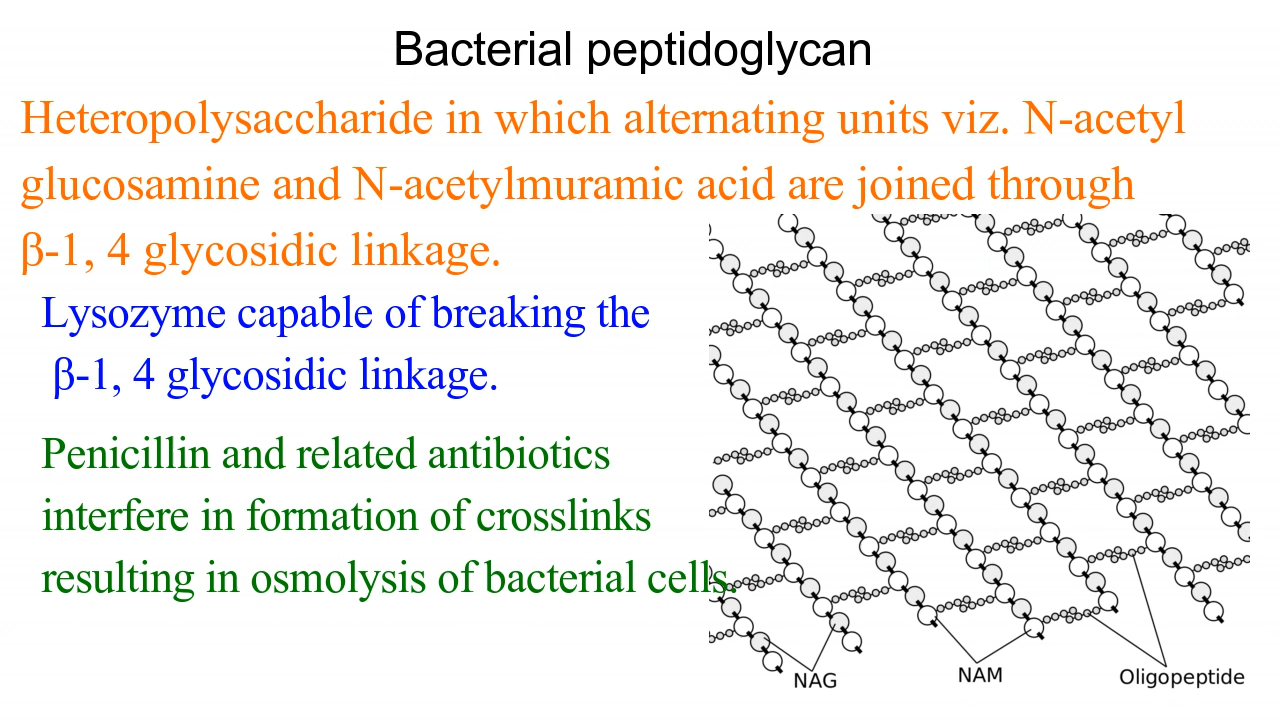 Bacterial peptidoglycan
Heteropolysaccharide in which alternating units viz. N-acetyl
glucosamine and N-acetylmuramic acid are joined through
β-1, 4 glycosidic linkage.
Lysozyme capable of breaking the
β-1, 4 glycosidic linkage.
Penicillin and related antibiotics
interfere in formation of crosslinks
resulting in osmolysis of bacterial cells.
NAG
NAM
Oligopeptide